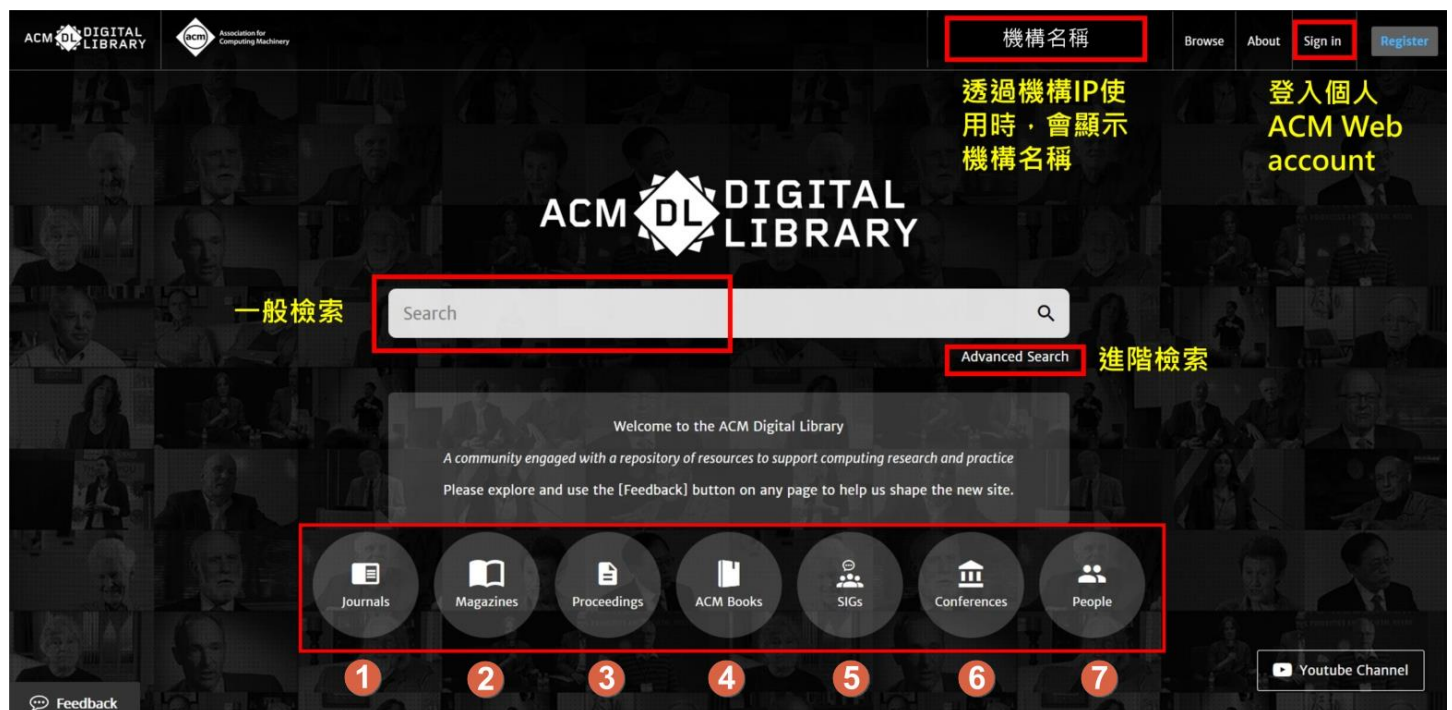 ACM DL DIGITAL LIBRARY
acm Association for Computing Machinery
機構名稱
Browse
About
Sign in
Register
透過機構IP使
用時,會顯示
機構名稱
登入個人
ACM Web
account
ACM DL DIGITAL
LIBRARY
一般檢索
Search
Advanced Search
進階檢索
Welcome to the ACM Digital Library
A community engaged with a repository of resources to support computing research and practice
Please explore and use the [Feedback] button on any page to help us shape the new site.
Journals
Magazines
Proceedings
ACM Books
SIGs
Conferences
People
1
2
3
4
5
6
7
Youtube Channel
Feedback